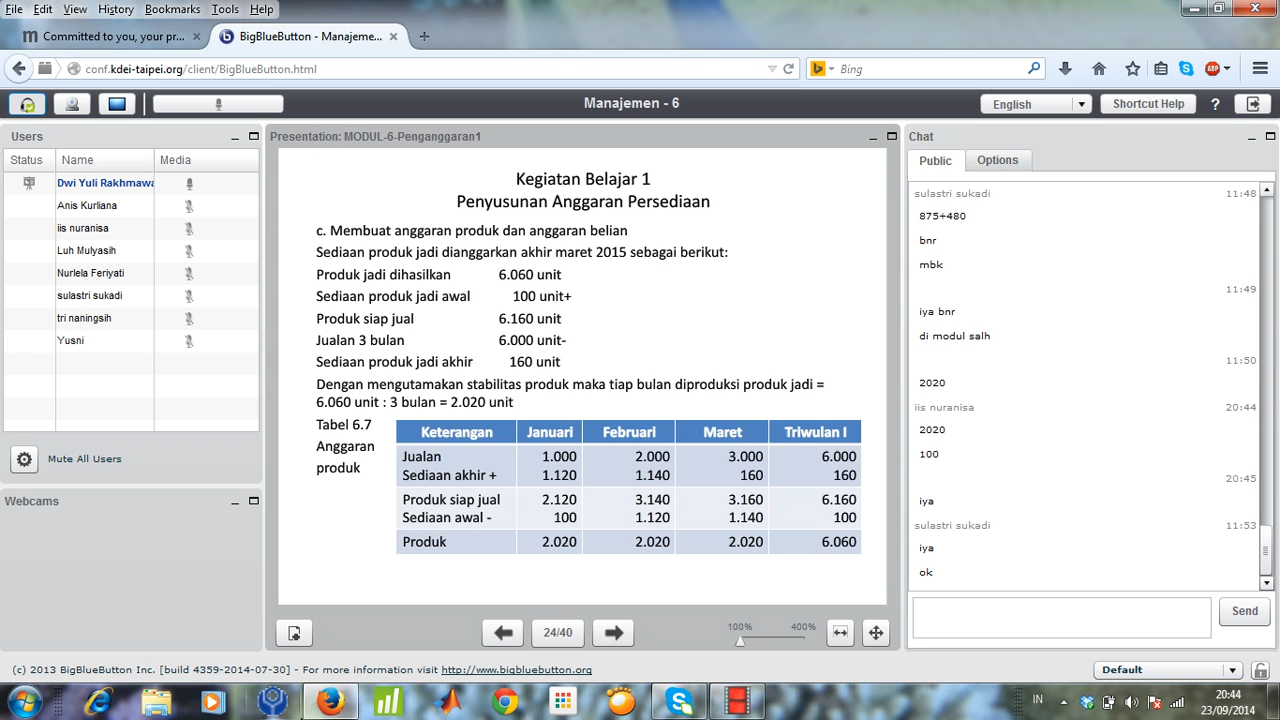 File Edit View History Bookmarks Tools Help
m Committed to you, your pr... × b BigBlueButton - Manajeme... × +
conf.kdei-taipei.org/client/BigBlueButton.html Bing ABP
Manajemen - 6 English Shortcut Help ?
Users
Status Name Media
Dwi Yuli Rakhmawa
Anis Kurliana
iis nuranisa
Luh Mulyasih
Nurlela Feriyati
sulastri sukadi
tri naningsih
Yusni
Mute All Users
Webcams
Presentation: MODUL-6-Penganggaran1
Kegiatan Belajar 1
Penyusunan Anggaran Persediaan
c. Membuat anggaran produk dan anggaran belian
Sediaan produk jadi dianggarkan akhir maret 2015 sebagai berikut:
Produk jadi dihasilkan 6.060 unit
Sediaan produk jadi awal 100 unit+
Produk siap jual 6.160 unit
Jualan 3 bulan 6.000 unit-
Sediaan produk jadi akhir 160 unit
Dengan mengutamakan stabilitas produk maka tiap bulan diproduksi produk jadi =
6.060 unit : 3 bulan = 2.020 unit
Tabel 6.7
Anggaran
produk
Keterangan Januari Februari Maret Triwulan I
Jualan 1.000 2.000 3.000 6.000
Sediaan akhir + 1.120 1.140 160 160
Produk siap jual 2.120 3.140 3.160 6.160
Sediaan awal - 100 1.120 1.140 100
Produk 2.020 2.020 2.020 6.060
24/40
100% 400%
Chat
Public Options
sulastri sukadi 11:48
875+480
bnr
mbk
11:49
iya bnr
di modul salh
11:50
2020
iis nuranisa 20:44
2020
100
20:45
iya
sulastri sukadi 11:53
iya
ok
Send
(c) 2013 BigBlueButton Inc. [build 4359-2014-07-30] - For more information visit http://www.bigbluebutton.org Default
IN 20:44
23/09/2014